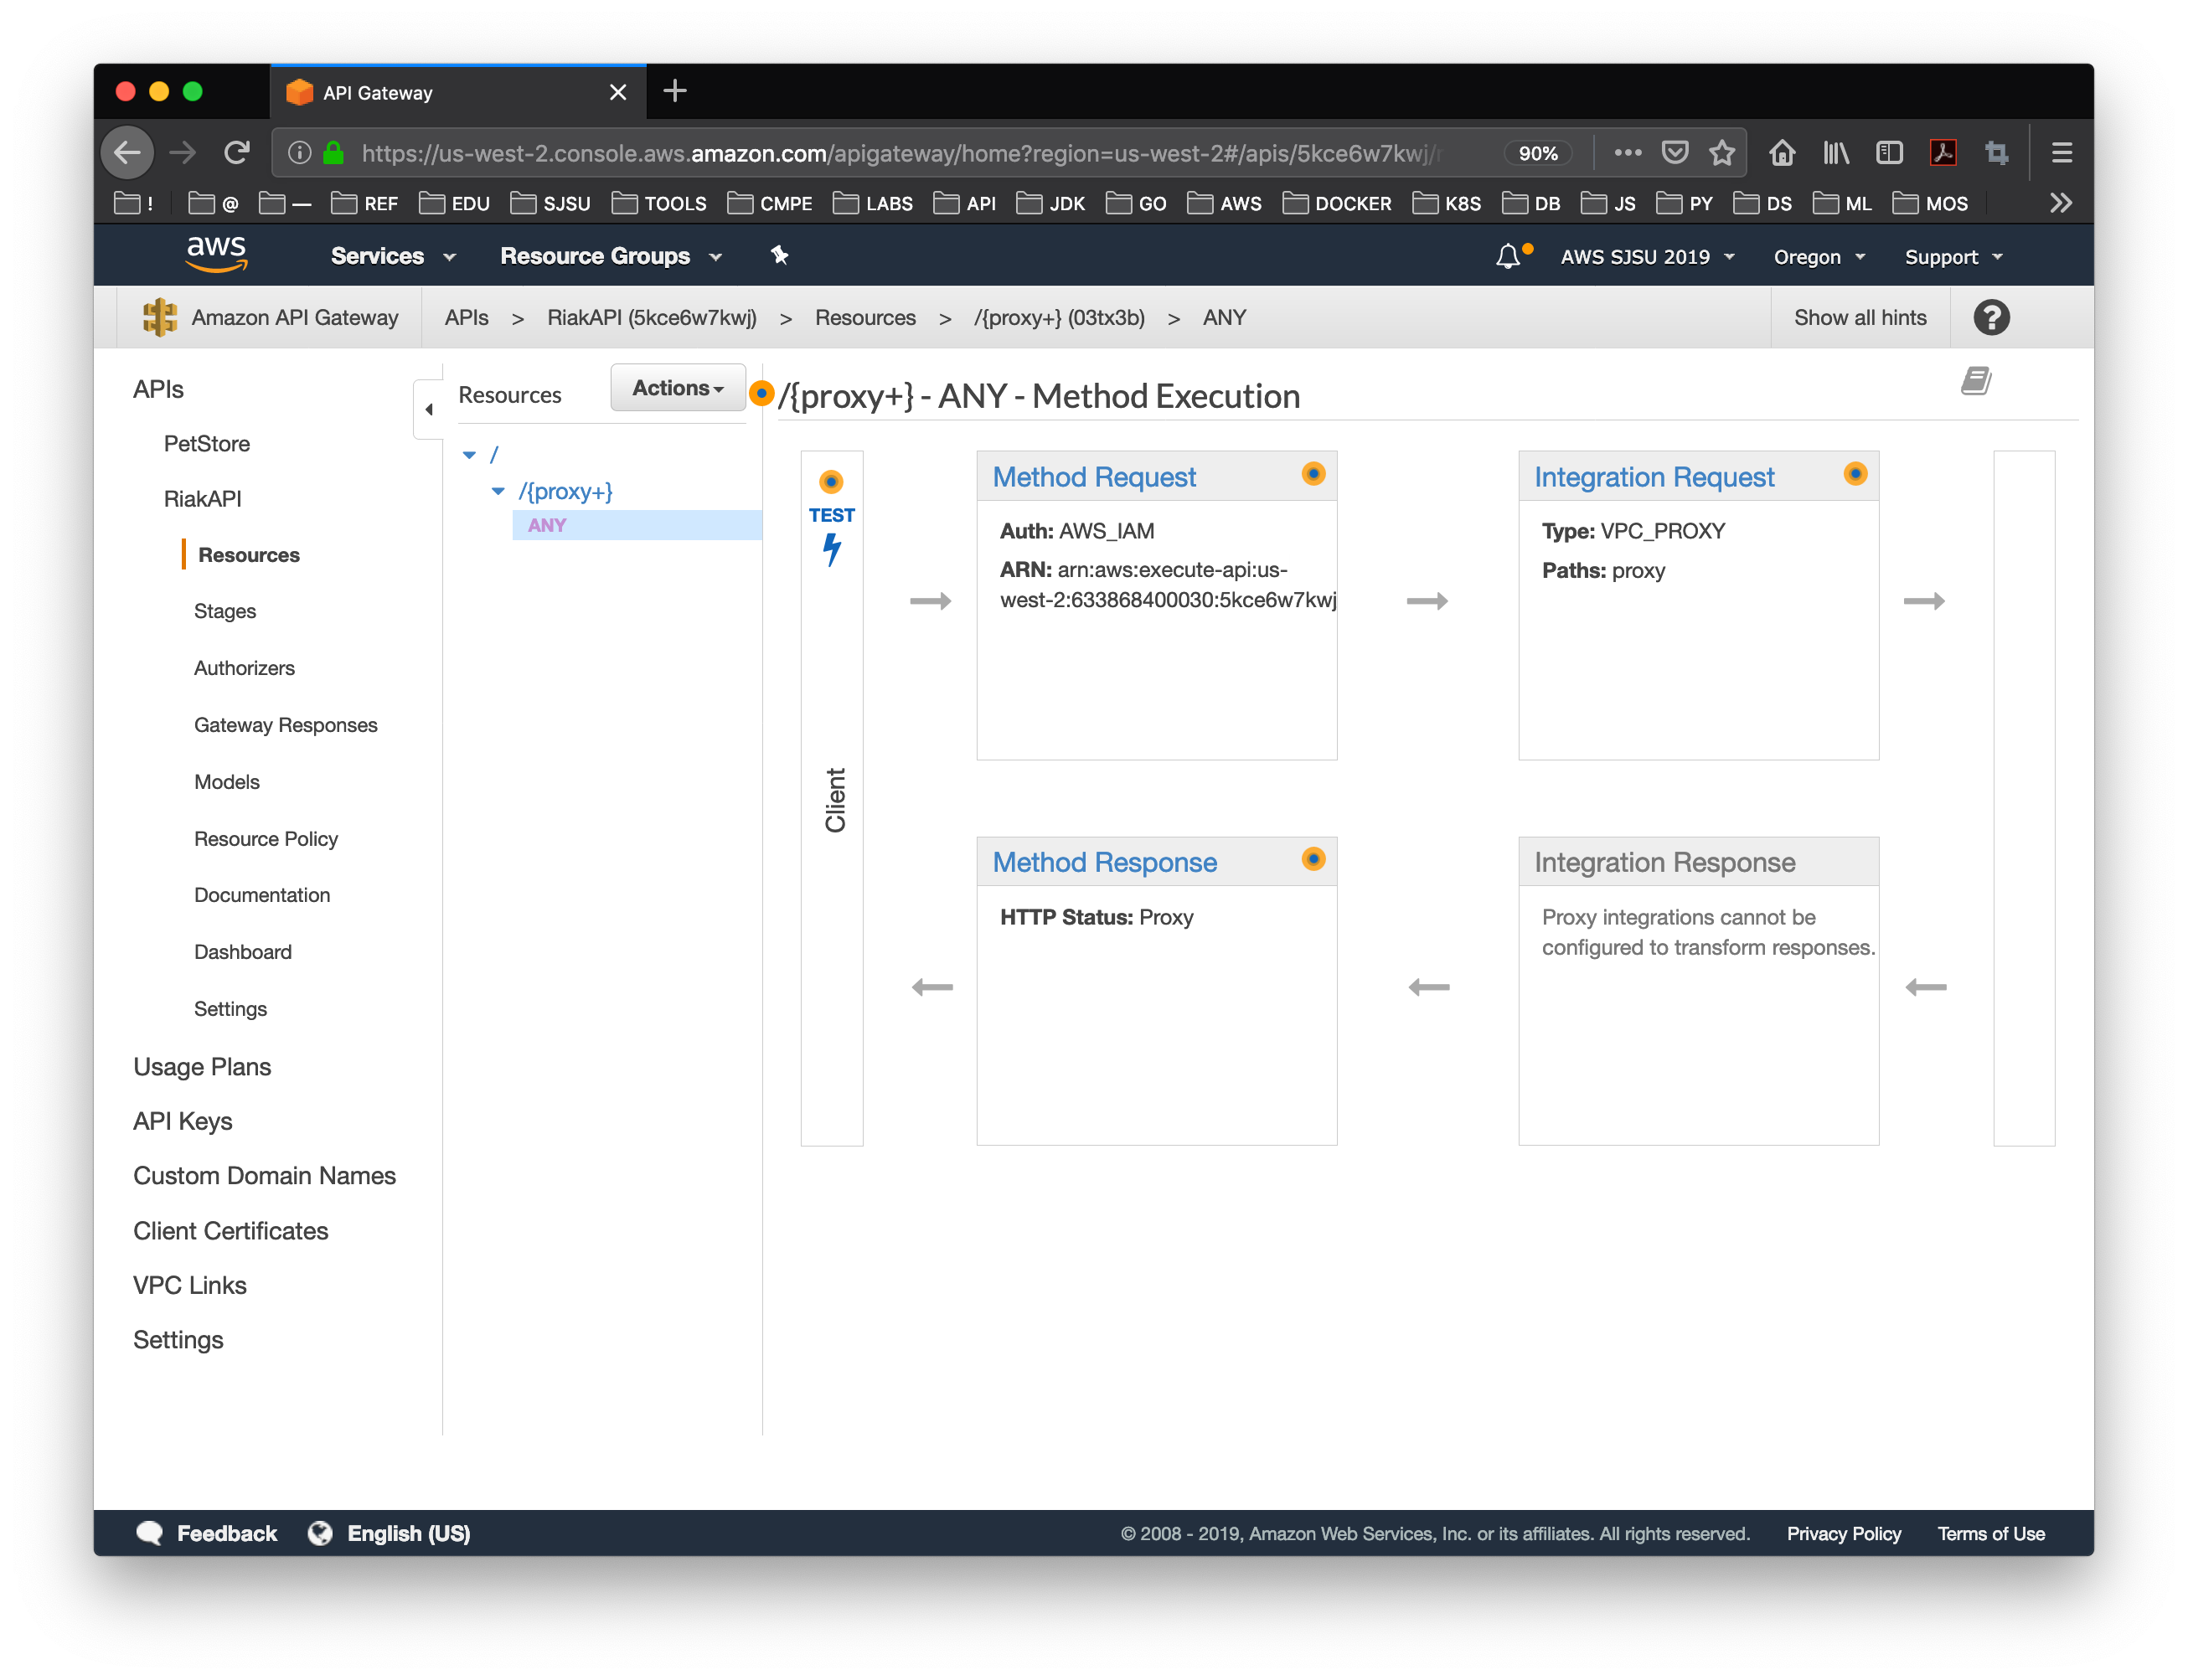 API Gateway
https://us-west-2.console.aws.amazon.com/apigateway/home?region=us-west-2#/apis/5kce6w7kwj/
90%
! @ — REF EDU SJSU TOOLS CMPE LABS API JDK GO AWS DOCKER K8S DB JS PY DS ML MOS
aws Services Resource Groups AWS SJSU 2019 Oregon Support
Amazon API Gateway APIs > RiakAPI (5kce6w7kwj) > Resources > /{proxy+} (03tx3b) > ANY Show all hints ?
APIs
PetStore
RiakAPI
Resources
Stages
Authorizers
Gateway Responses
Models
Resource Policy
Documentation
Dashboard
Settings
Usage Plans
API Keys
Custom Domain Names
Client Certificates
VPC Links
Settings
Resources Actions
/
/{proxy+}
ANY
/{proxy+} - ANY - Method Execution
TEST
Client
Method Request
Auth: AWS_IAM
ARN: arn:aws:execute-api:us-
west-2:633868400030:5kce6w7kwj
Integration Request
Type: VPC_PROXY
Paths: proxy
Method Response
HTTP Status: Proxy
Integration Response
Proxy integrations cannot be
configured to transform responses.
Feedback English (US) © 2008 - 2019, Amazon Web Services, Inc. or its affiliates. All rights reserved. Privacy Policy Terms of Use